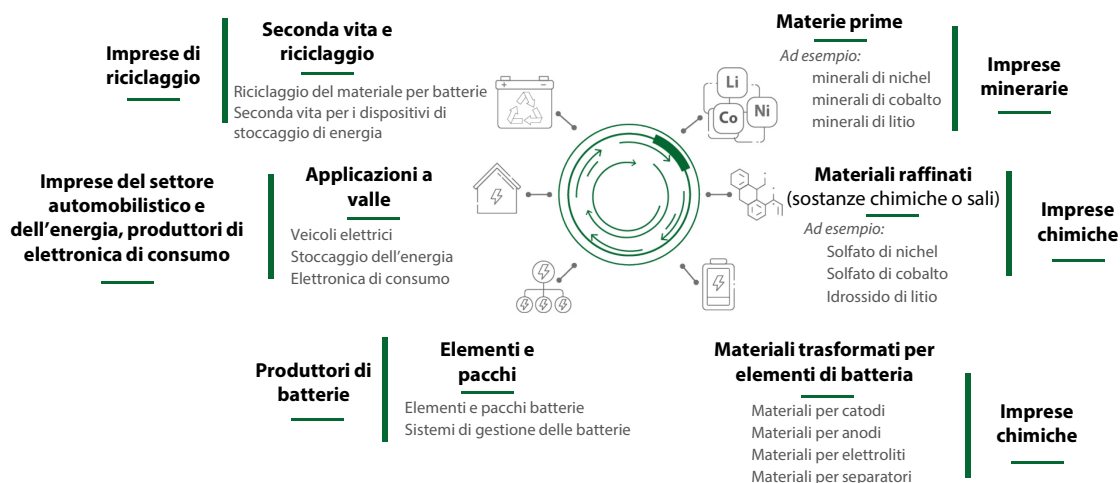 Materie prime
Ad esempio:
minerali di nichel
minerali di cobalto
minerali di litio
Imprese
minerarie
Li
Co
Ni
Materiali raffinati
(sostanze chimiche o sali)
Ad esempio:
Solfato di nichel
Solfato di cobalto
Idrossido di litio
Imprese
chimiche
Materiali trasformati per
elementi di batteria
Materiali per catodi
Materiali per anodi
Materiali per elettroliti
Materiali per separatori
Imprese
chimiche
Elementi e
pacchi
Elementi e pacchi batterie
Sistemi di gestione delle batterie
Produttori di
batterie
Applicazioni a
valle
Veicoli elettrici
Stoccaggio dell'energia
Elettronica di consumo
Imprese del settore
automobilistico e
dell'energia, produttori di
elettronica di consumo
Seconda vita e
riciclaggio
Riciclaggio del materiale per batterie
Seconda vita per i dispositivi di
stoccaggio di energia
Imprese di
riciclaggio